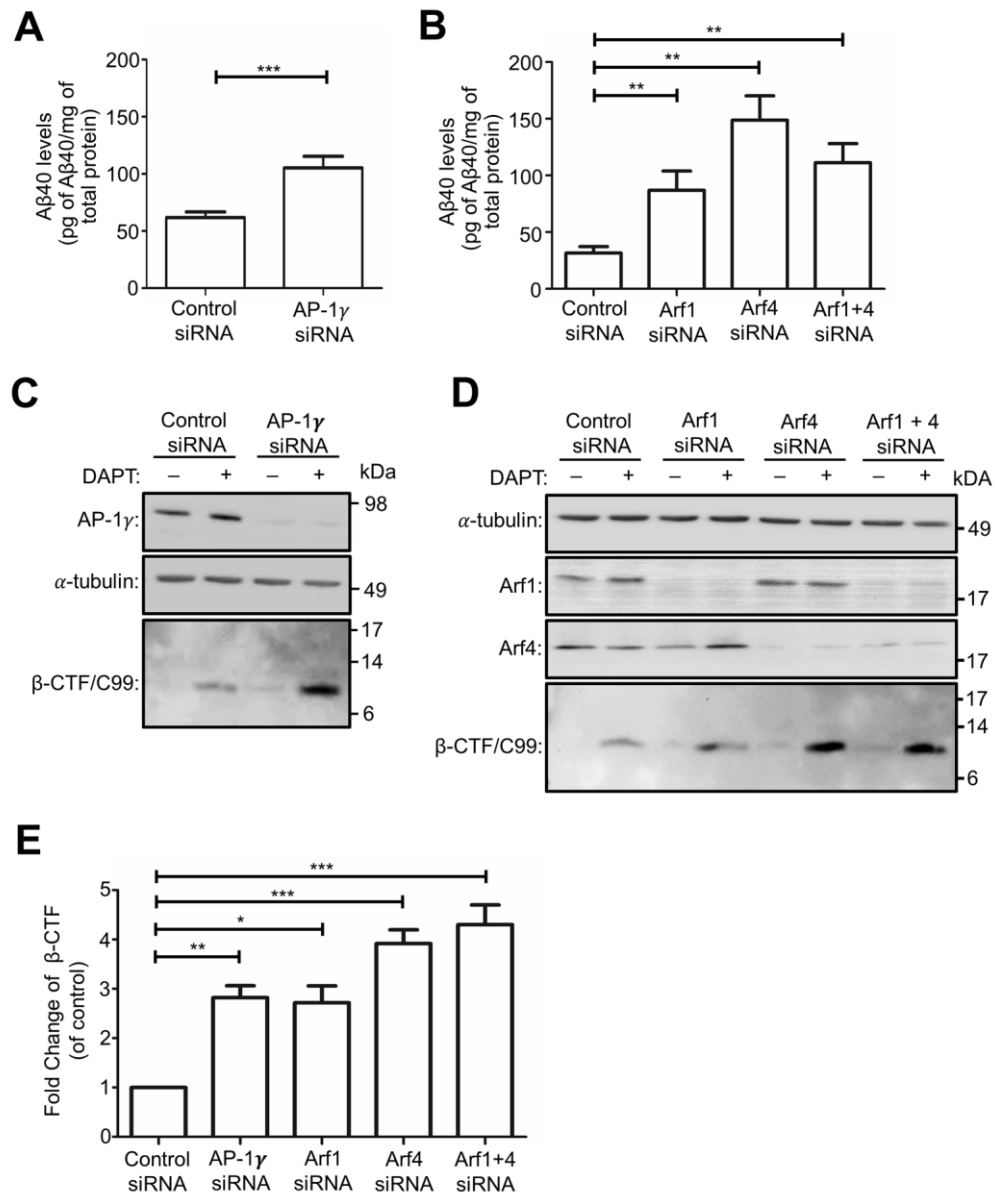 A
Aβ40 levels
(pg of Aβ40/mg of
total protein)
200
150
100
50
0
***
Control
siRNA
AP-1γ
siRNA
B
Aβ40 levels
(pg of Aβ40/mg of
total protein)
200
150
100
50
0
**
**
**
Control
siRNA
Arf1
siRNA
Arf4
siRNA
Arf1+4
siRNA
C
Control
siRNA
AP-1γ
siRNA
DAPT: – + – + kDa
AP-1γ:
98
α-tubulin:
49
β-CTF/C99:
17
14
6
D
Control
siRNA
Arf1
siRNA
Arf4
siRNA
Arf1 + 4
siRNA
DAPT: – + – + – + – + kDA
α-tubulin:
49
Arf1:
17
Arf4:
17
β-CTF/C99:
17
14
6
E
Fold Change of β-CTF
(of control)
5
4
3
2
1
0
***
***
*
**
Control
siRNA
AP-1γ
siRNA
Arf1
siRNA
Arf4
siRNA
Arf1+4
siRNA